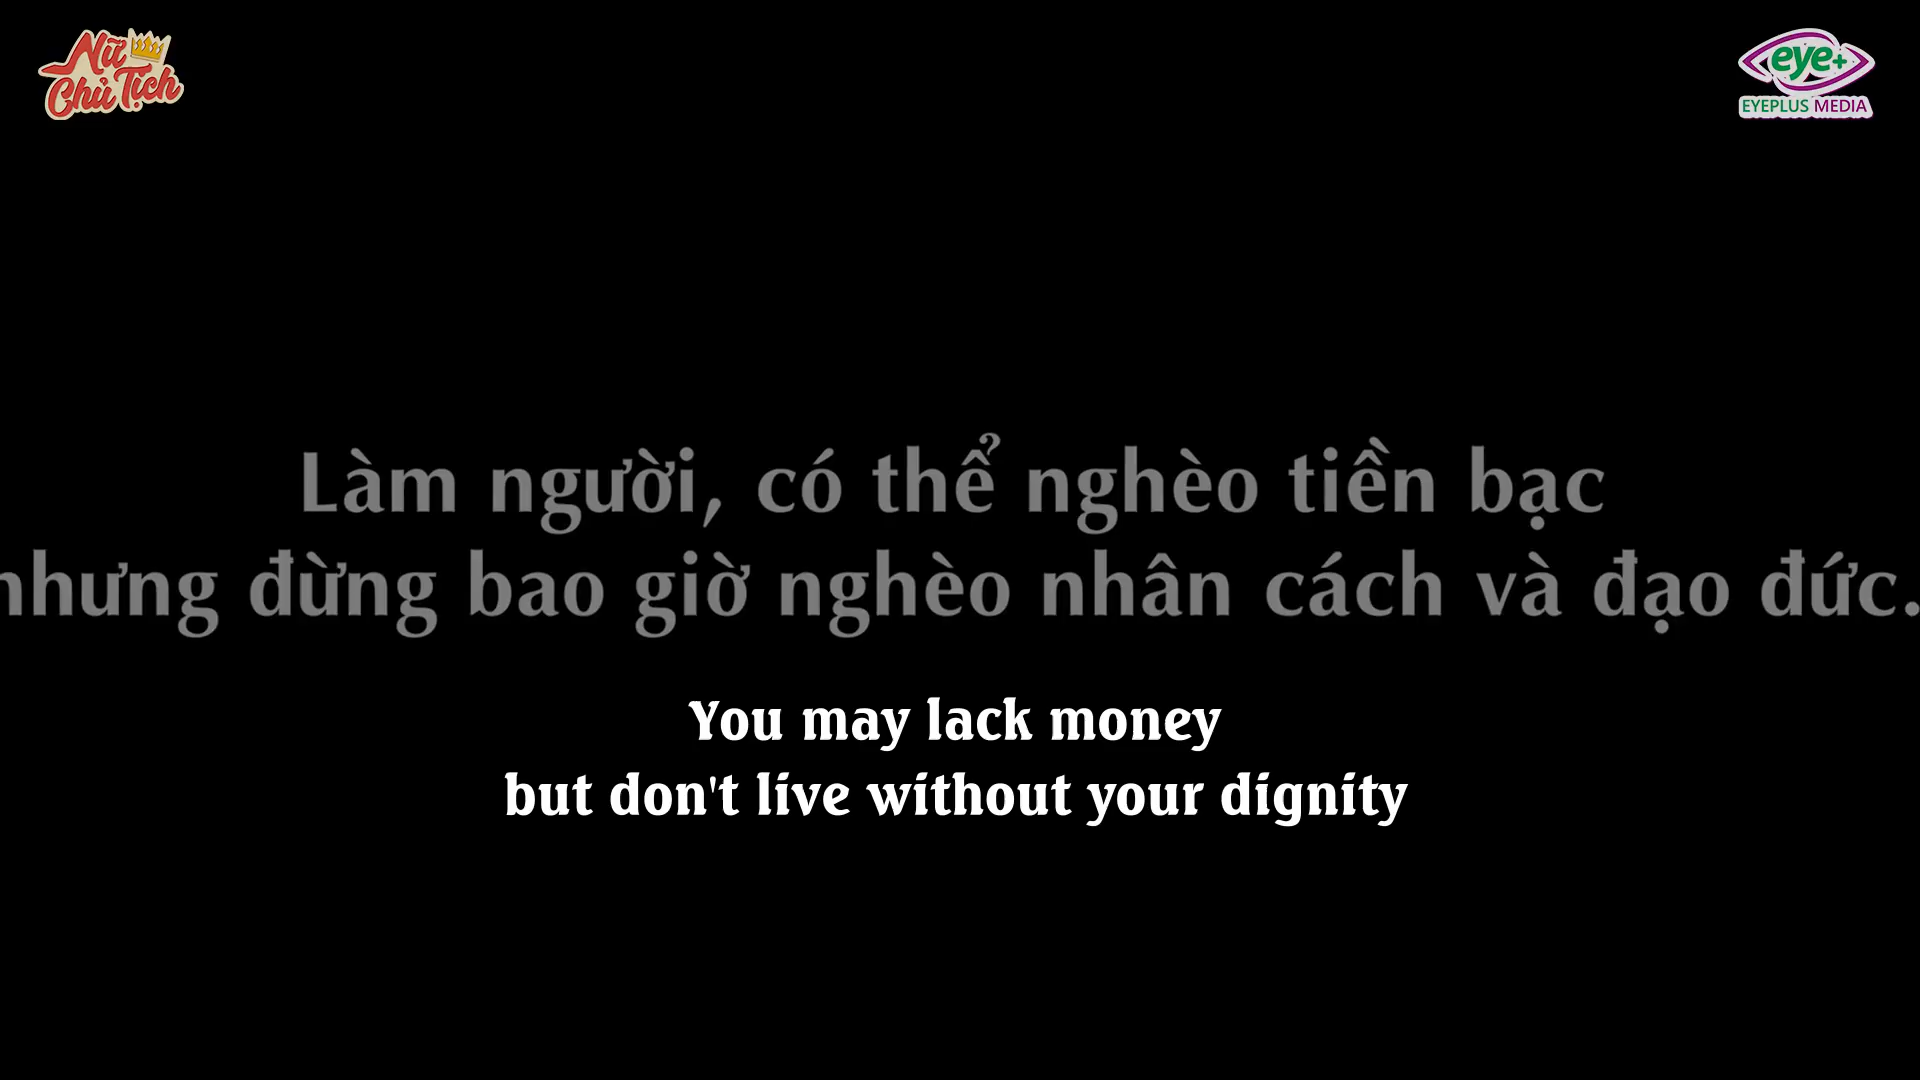 Nữ
Chủ Tịch
eye+
EYEPLUS MEDIA
Làm người, có thể nghèo tiền bạc
nhưng đừng bao giờ nghèo nhân cách và đạo đức.
You may lack money
but don't live without your dignity